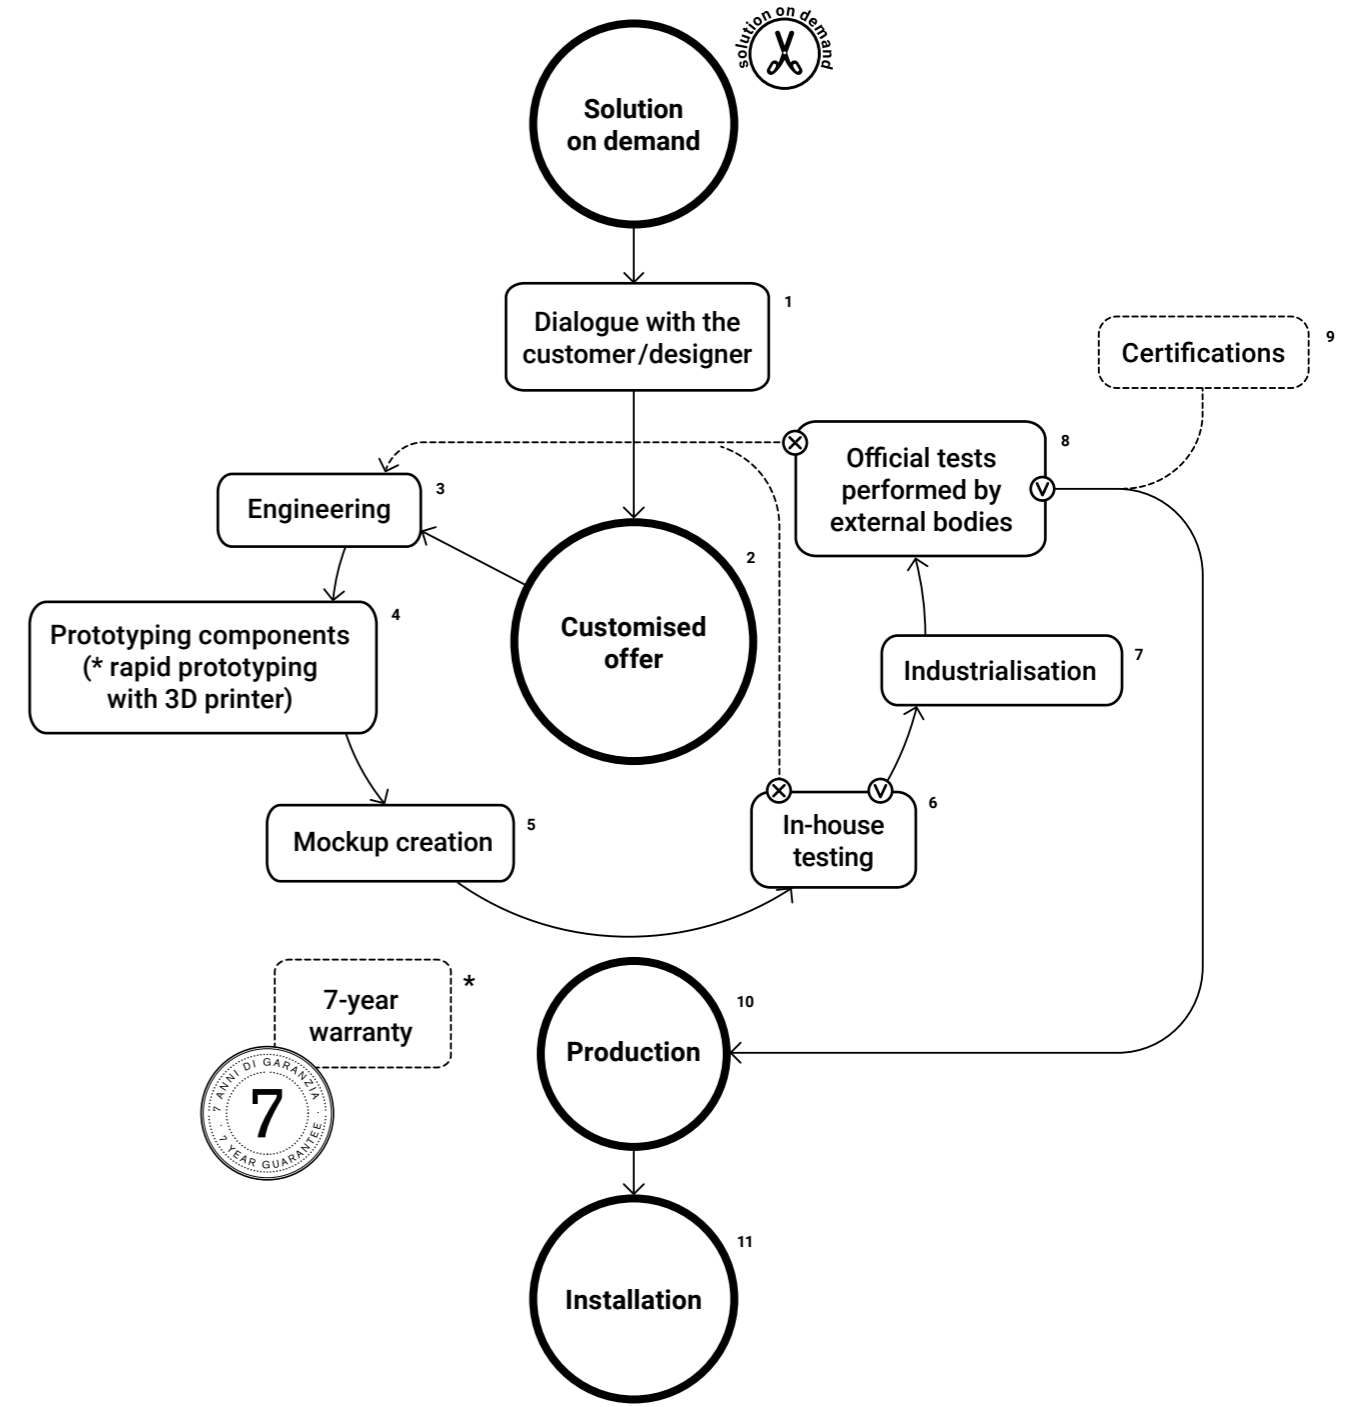 solution on demand
Solution
on demand
1
Dialogue with the
customer/designer
9
Certifications
8
Official tests
performed by
external bodies
X
V
3
Engineering
2
Customised
offer
4
Prototyping components
(* rapid prototyping
with 3D printer)
7
Industrialisation
5
Mockup creation
X
V
6
In-house
testing
*
7-year
warranty
7 ANNI DI GARANZIA ·
7
7 YEAR GUARANTEE ·
10
Production
11
Installation